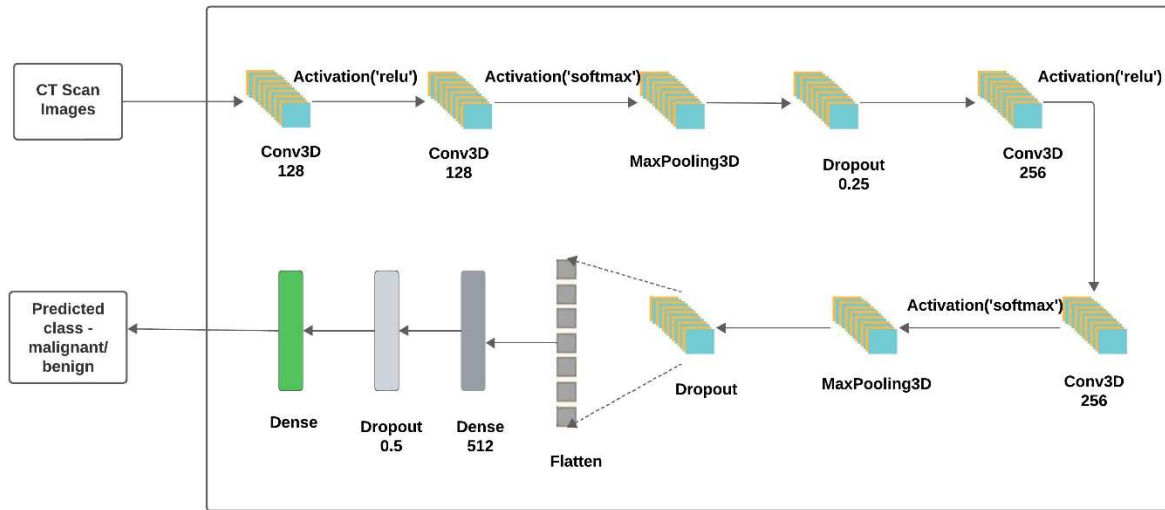 CT Scan
Images
Conv3D
128
Activation('relu')
Conv3D
128
Activation('softmax')
MaxPooling3D
Dropout
0.25
Conv3D
256
Activation('relu')
Conv3D
256
Activation('softmax')
MaxPooling3D
Dropout
Flatten
Dense
512
Dropout
0.5
Dense
Predicted
class -
malignant/
benign